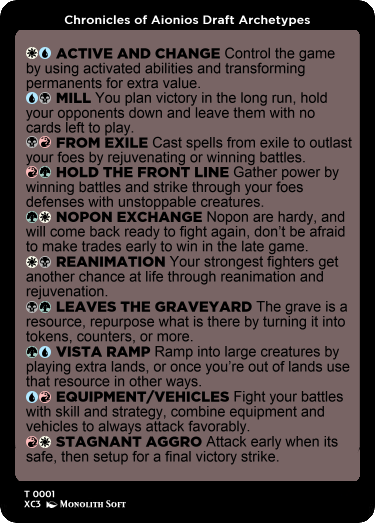 Chronicles of Aionios Draft Archetypes
ACTIVE AND CHANGE Control the game
by using activated abilities and transforming
permanents for extra value.
MILL You plan victory in the long run, hold
your opponents down and leave them with no
cards left to play.
FROM EXILE Cast spells from exile to outlast
your foes by rejuvenating or winning battles.
HOLD THE FRONT LINE Gather power by
winning battles and strike through your foes
defenses with unstoppable creatures.
NOPON EXCHANGE Nopon are hardy, and
will come back ready to fight again, don't be afraid
to make trades early to win in the late game.
REANIMATION Your strongest fighters get
another chance at life through reanimation and
rejuvenation.
LEAVES THE GRAVEYARD The grave is a
resource, repurpose what is there by turning it into
tokens, counters, or more.
VISTA RAMP Ramp into large creatures by
playing extra lands, or once you're out of lands use
that resource in other ways.
EQUIPMENT/VEHICLES Fight your battles
with skill and strategy, combine equipment and
vehicles to always attack favorably.
STAGNANT AGGRO Attack early when its
safe, then setup for a final victory strike.
T 0001
XC3 Monolith Soft